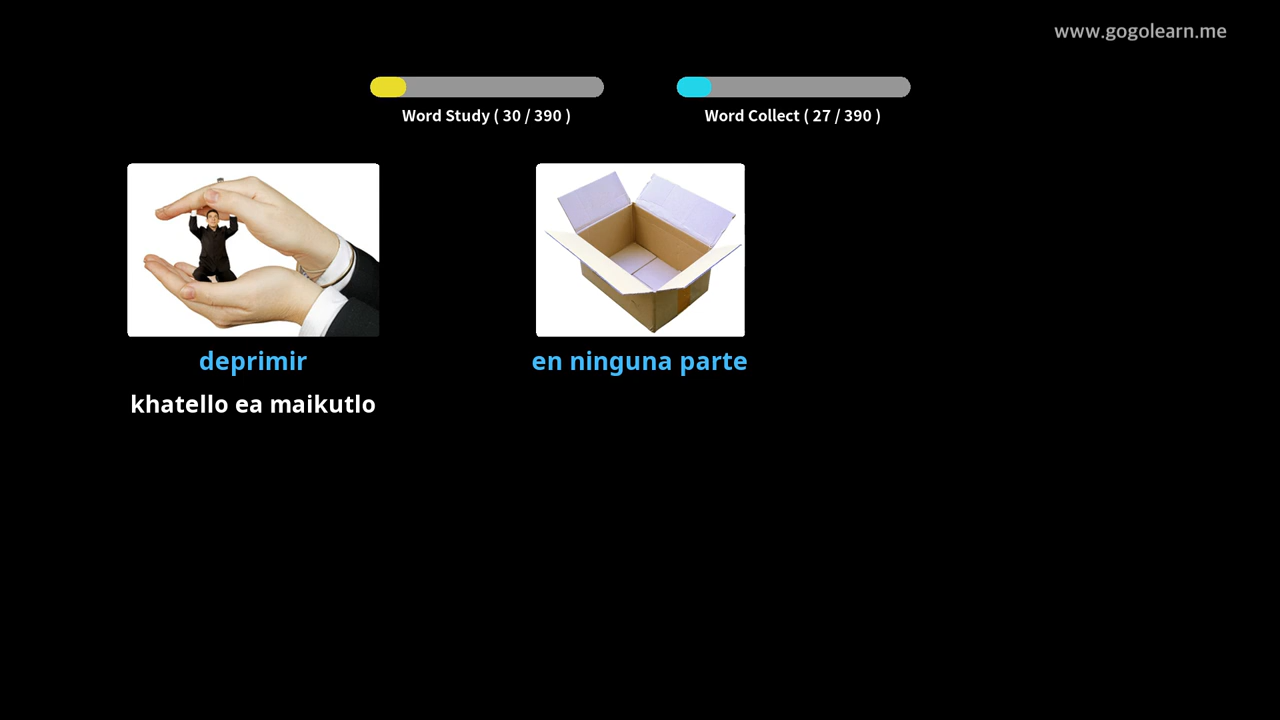 www.gogolearn.me
Word Study ( 30 / 390 )
Word Collect ( 27 / 390 )
deprimir
khatello ea maikutlo
en ninguna parte